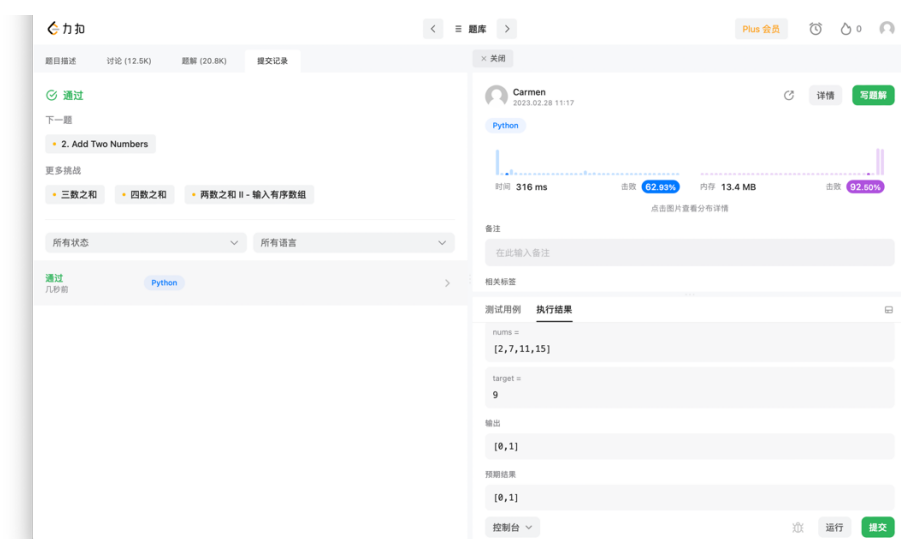 力扣
题库
Plus 会员
0
题目描述
讨论 (12.5K)
题解 (20.8K)
提交记录
通过
下一题
2. Add Two Numbers
更多挑战
三数之和
四数之和
两数之和 II - 输入有序数组
所有状态
所有语言
通过
几秒前
Python
× 关闭
Carmen
2023.02.28 11:17
详情
写题解
Python
时间 316 ms
击败 62.93%
内存 13.4 MB
击败 92.50%
点击图片查看分布详情
备注
在此输入备注
相关标签
测试用例
执行结果
nums =
[2,7,11,15]
target =
9
输出
[0,1]
预期结果
[0,1]
控制台
运行
提交